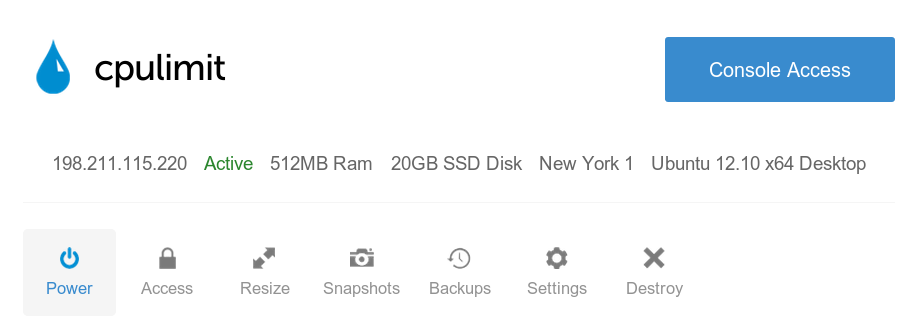 cpulimit
Console Access
198.211.115.220 Active 512MB Ram 20GB SSD Disk New York 1 Ubuntu 12.10 x64 Desktop
Power Access Resize Snapshots Backups Settings Destroy